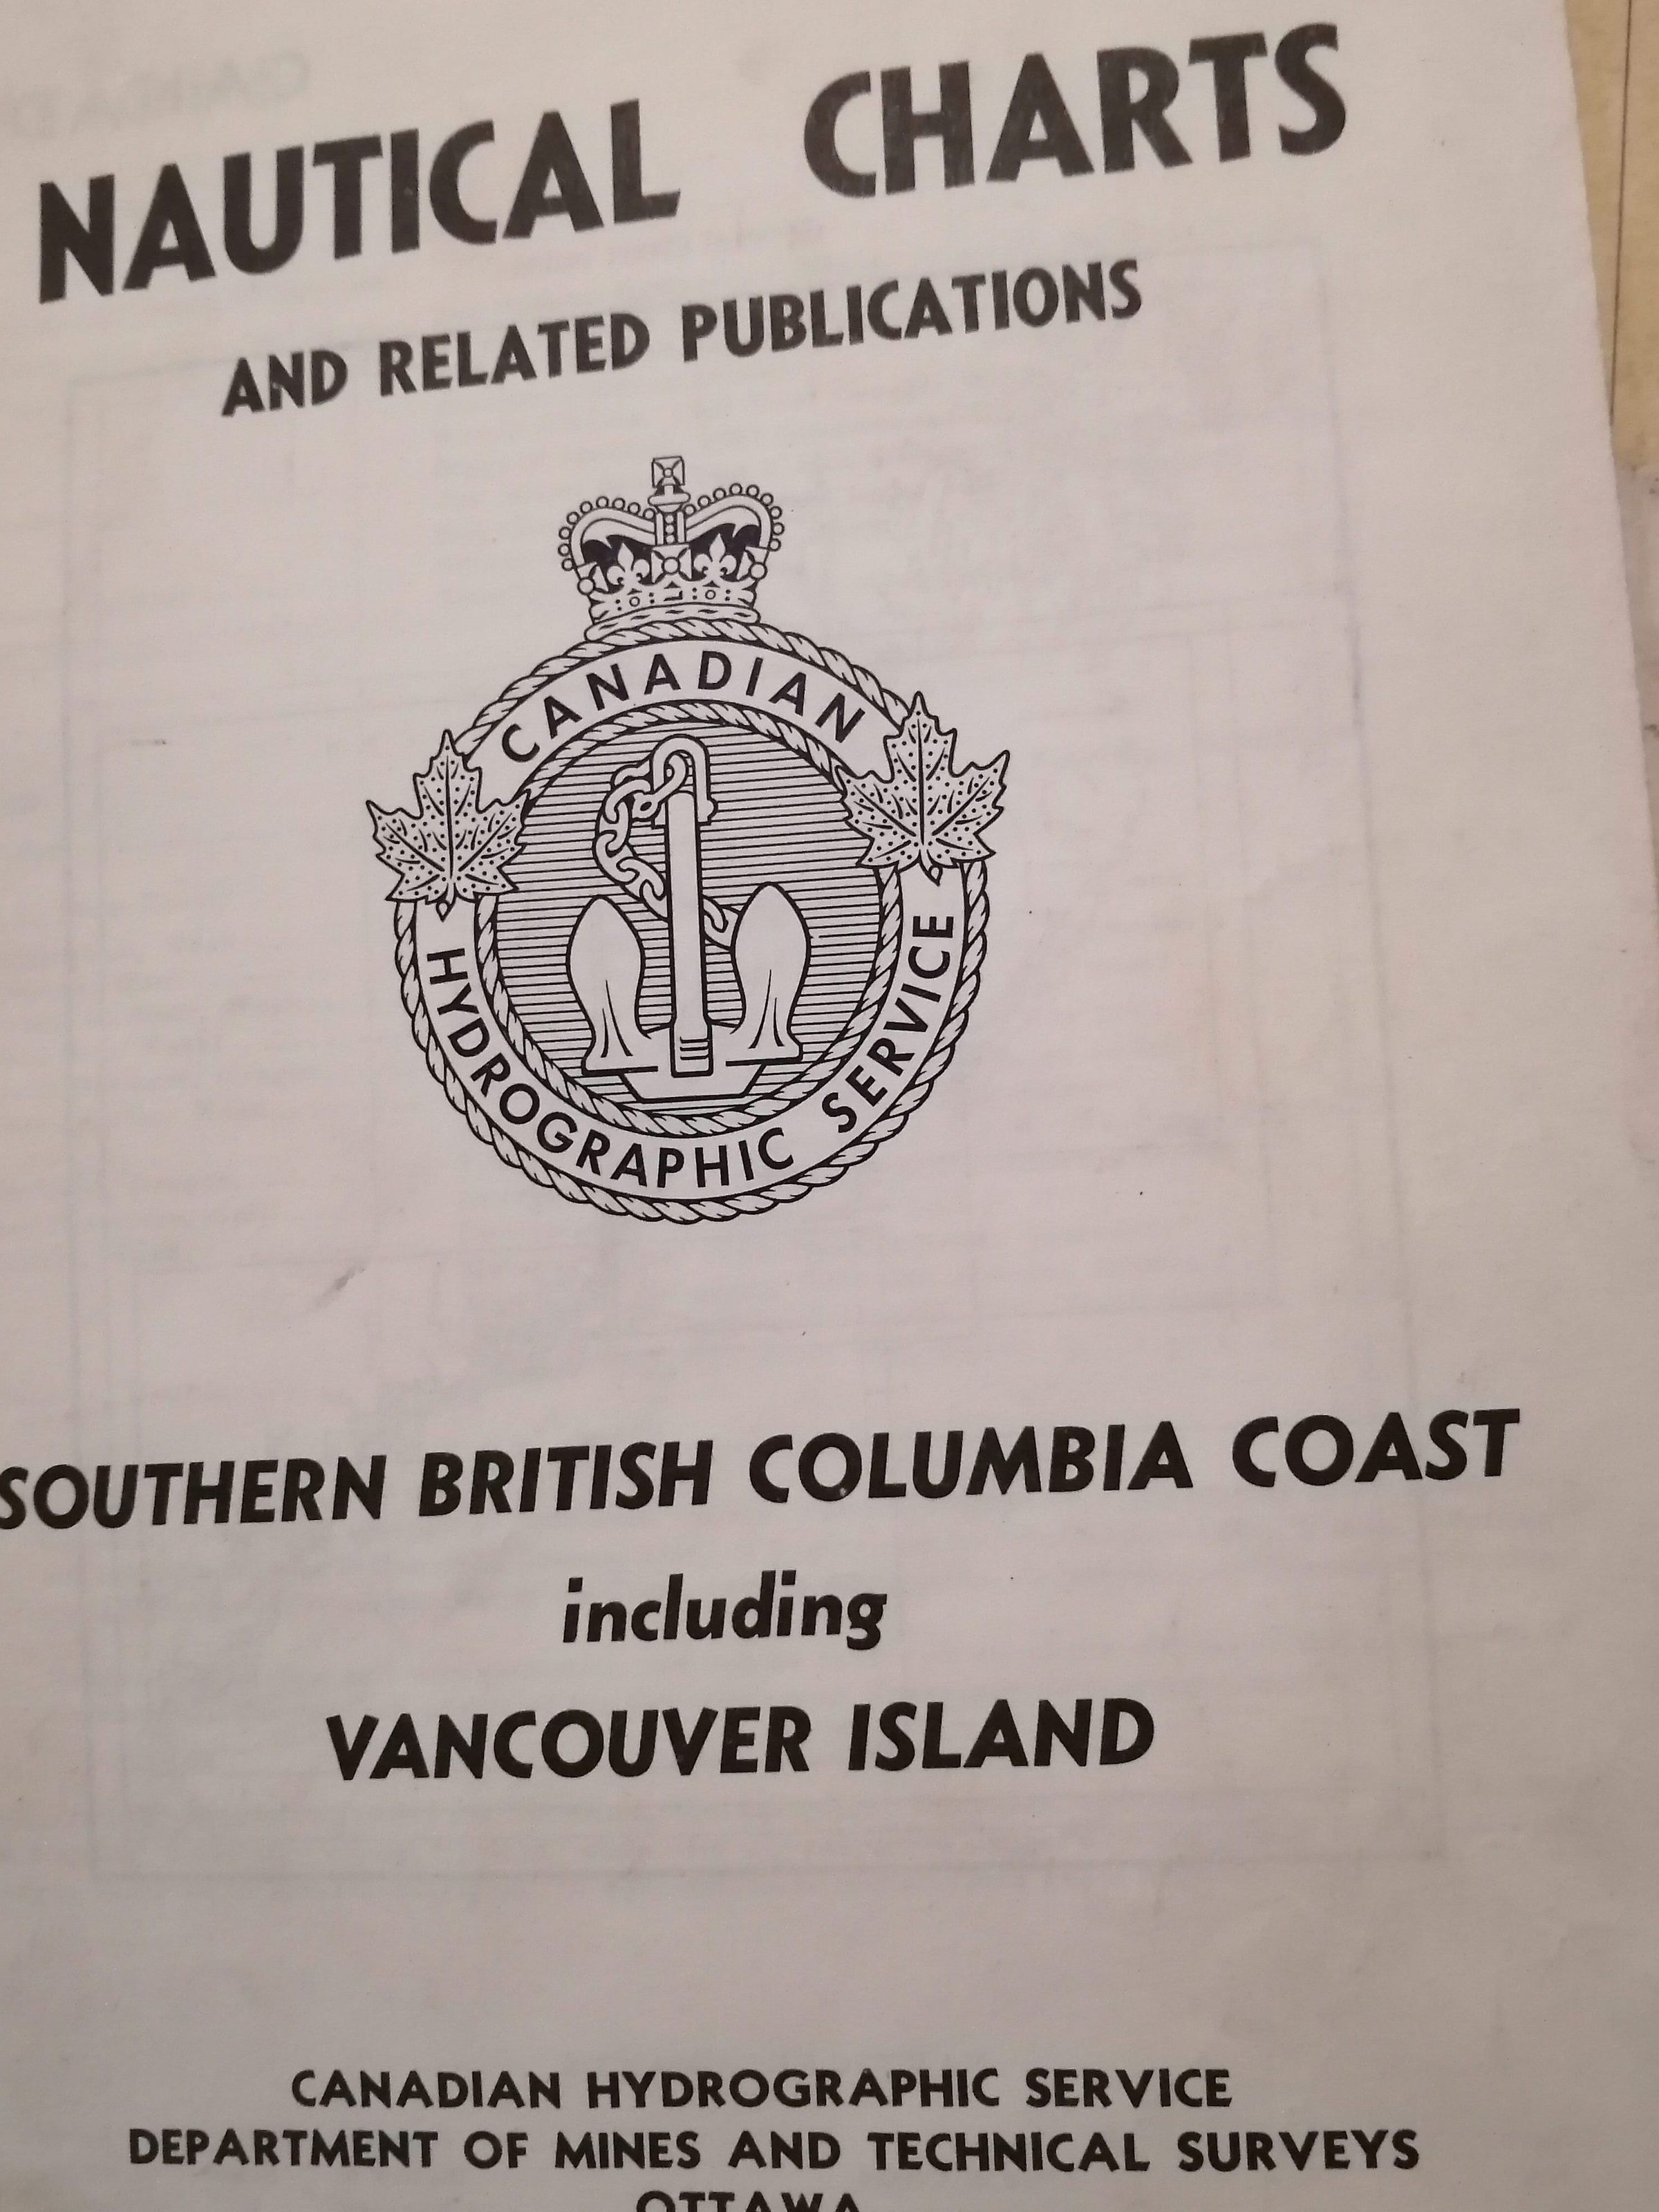 NAUTICAL CHARTS
AND RELATED PUBLICATIONS
CANADIAN
HYDROGRAPHIC SERVICE
SOUTHERN BRITISH COLUMBIA COAST
including
VANCOUVER ISLAND
CANADIAN HYDROGRAPHIC SERVICE
DEPARTMENT OF MINES AND TECHNICAL SURVEYS
OTTAWA